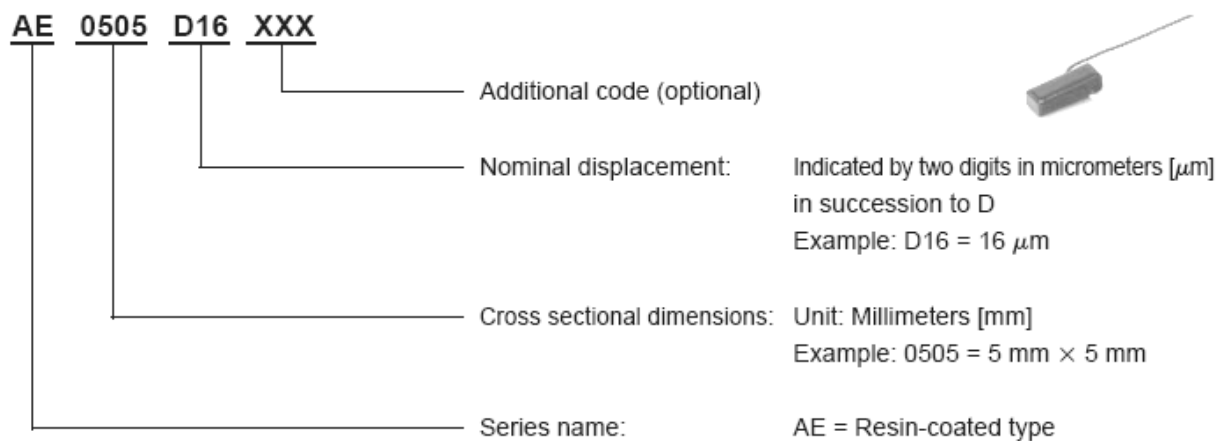 AE 0505 D16 XXX
Additional code (optional)
Nominal displacement: Indicated by two digits in micrometers [μm]
in succession to D
Example: D16 = 16 μm
Cross sectional dimensions: Unit: Millimeters [mm]
Example: 0505 = 5 mm × 5 mm
Series name: AE = Resin-coated type